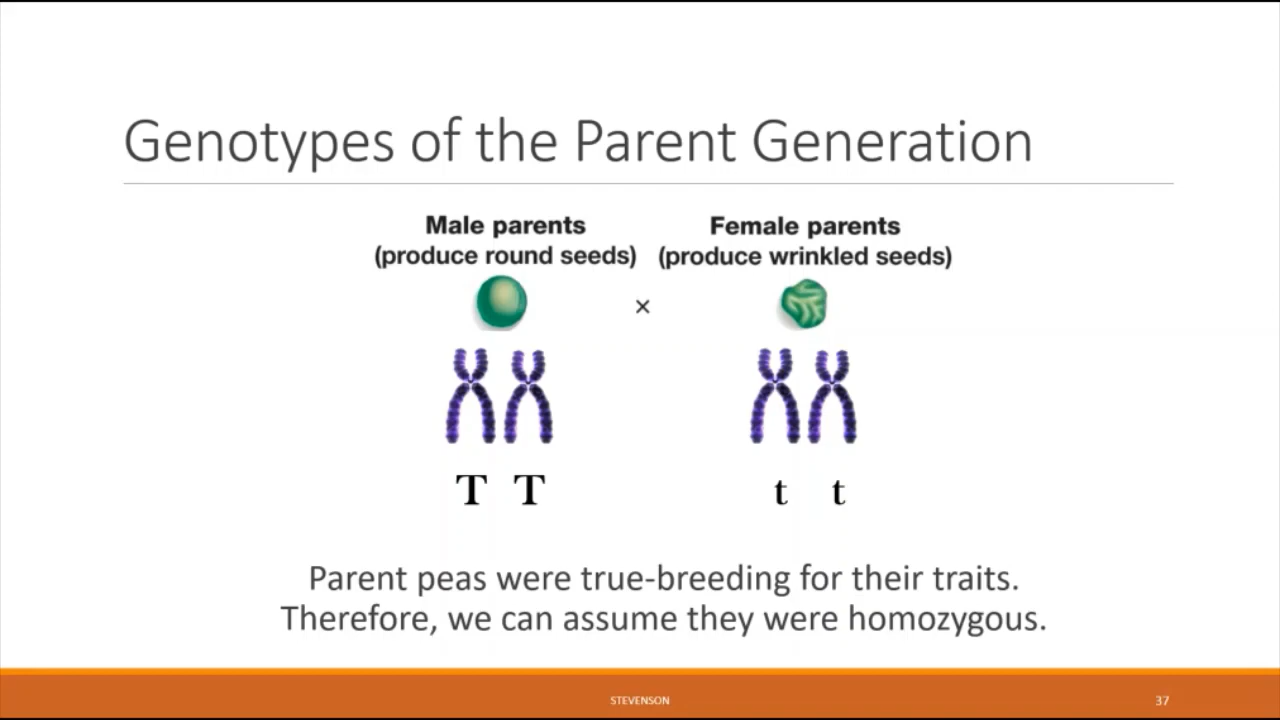 Genotypes of the Parent Generation
Male parents
(produce round seeds)
Female parents
(produce wrinkled seeds)
×
T T
t t
Parent peas were true-breeding for their traits.
Therefore, we can assume they were homozygous.
STEVENSON
37